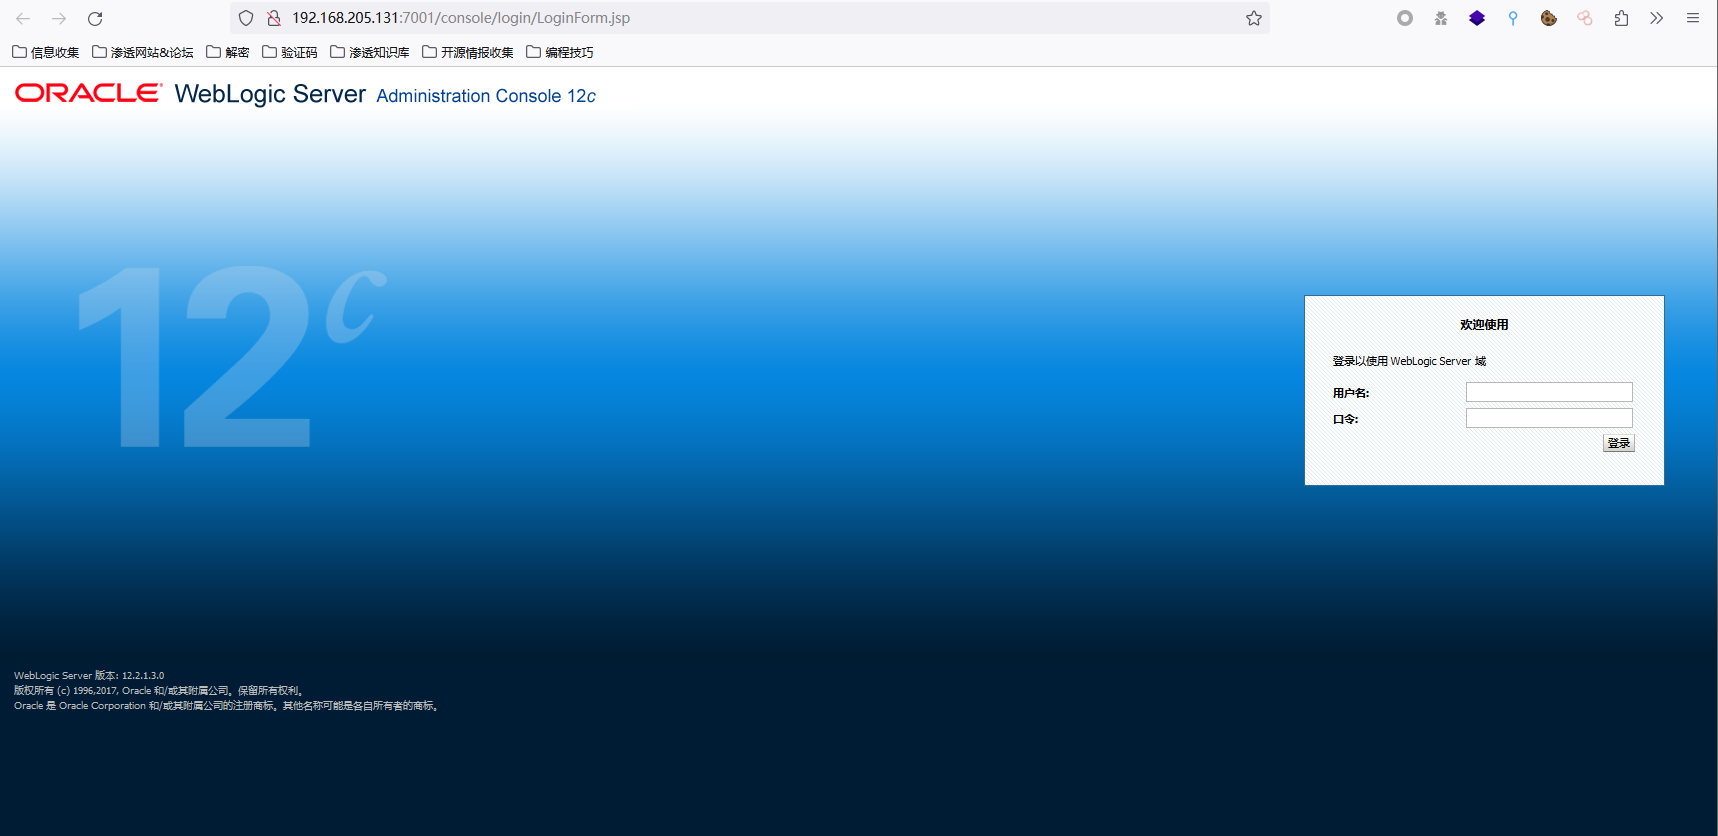 192.168.205.131:7001/console/login/LoginForm.jsp
信息收集 渗透网站&论坛 解密 验证码 渗透知识库 开源情报收集 编程技巧
ORACLE WebLogic Server Administration Console 12c
12c
欢迎使用
登录以使用 WebLogic Server 域
用户名:
口令:
登录
WebLogic Server 版本: 12.2.1.3.0
版权所有 (c) 1996,2017, Oracle 和/或其附属公司。保留所有权利。
Oracle 是 Oracle Corporation 和/或其附属公司的注册商标。其他名称可能是各自所有者的商标。